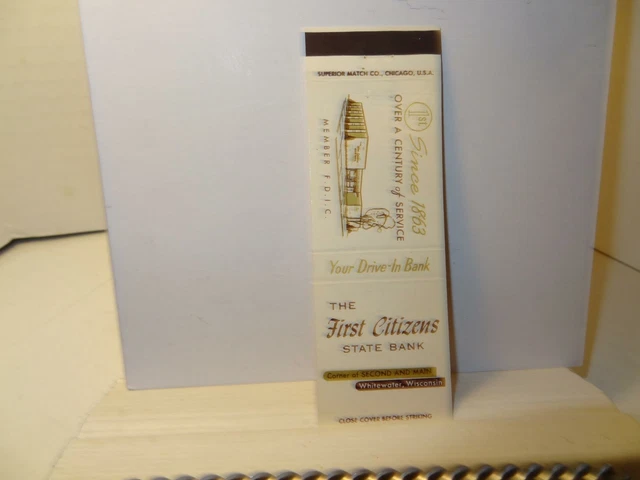 SUPERIOR MATCH CO., CHICAGO, U.S.A.
1st
Since 1863
OVER A CENTURY of SERVICE
MEMBER F.D.I.C.
Your Drive-In Bank
THE
First Citizens
STATE BANK
Corner of SECOND AND MAIN
Whitewater, Wisconsin
CLOSE COVER BEFORE STRIKING